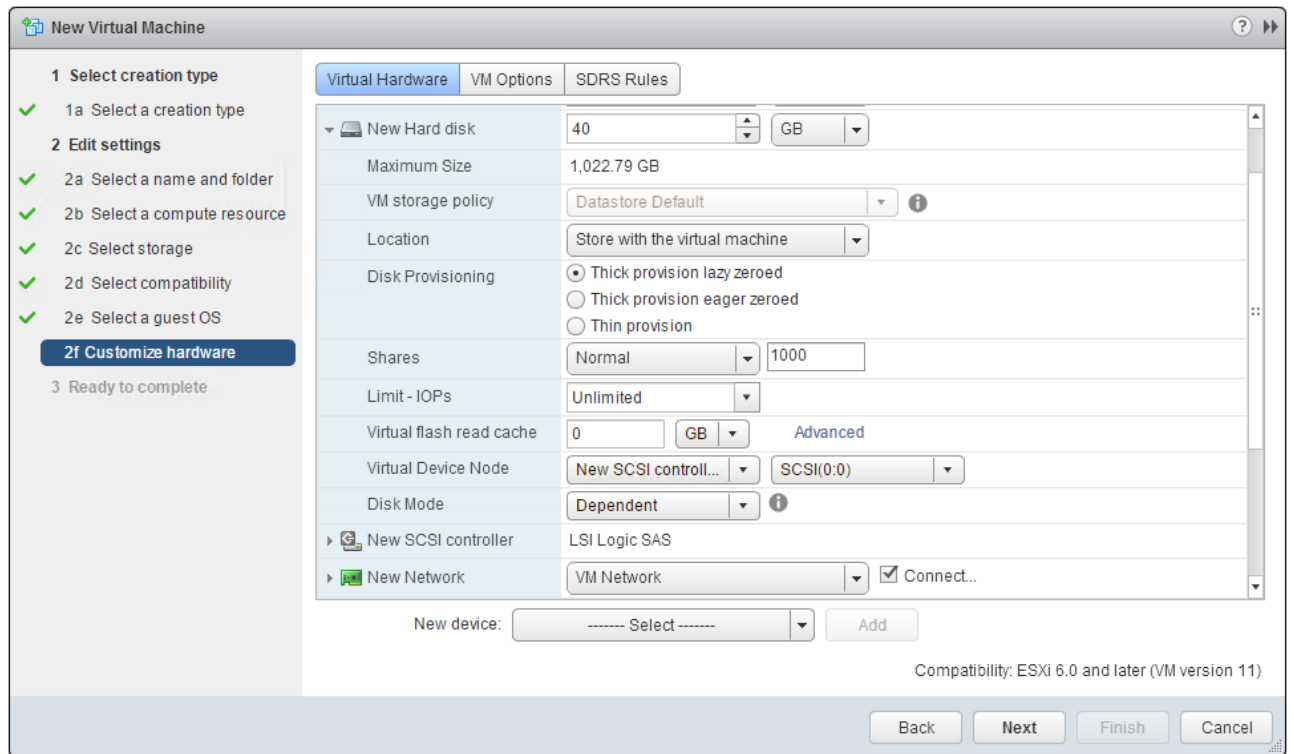 New Virtual Machine
1 Select creation type
1a Select a creation type
2 Edit settings
2a Select a name and folder
2b Select a compute resource
2c Select storage
2d Select compatibility
2e Select a guest OS
2f Customize hardware
3 Ready to complete
Virtual Hardware VM Options SDRS Rules
New Hard disk 40 GB
Maximum Size 1,022.79 GB
VM storage policy Datastore Default
Location Store with the virtual machine
Disk Provisioning Thick provision lazy zeroed
Thick provision eager zeroed
Thin provision
Shares Normal 1000
Limit - IOPs Unlimited
Virtual flash read cache 0 GB Advanced
Virtual Device Node New SCSI controll... SCSI(0:0)
Disk Mode Dependent
New SCSI controller LSI Logic SAS
New Network VM Network Connect...
New device: ------- Select ------- Add
Compatibility: ESXi 6.0 and later (VM version 11)
Back Next Finish Cancel